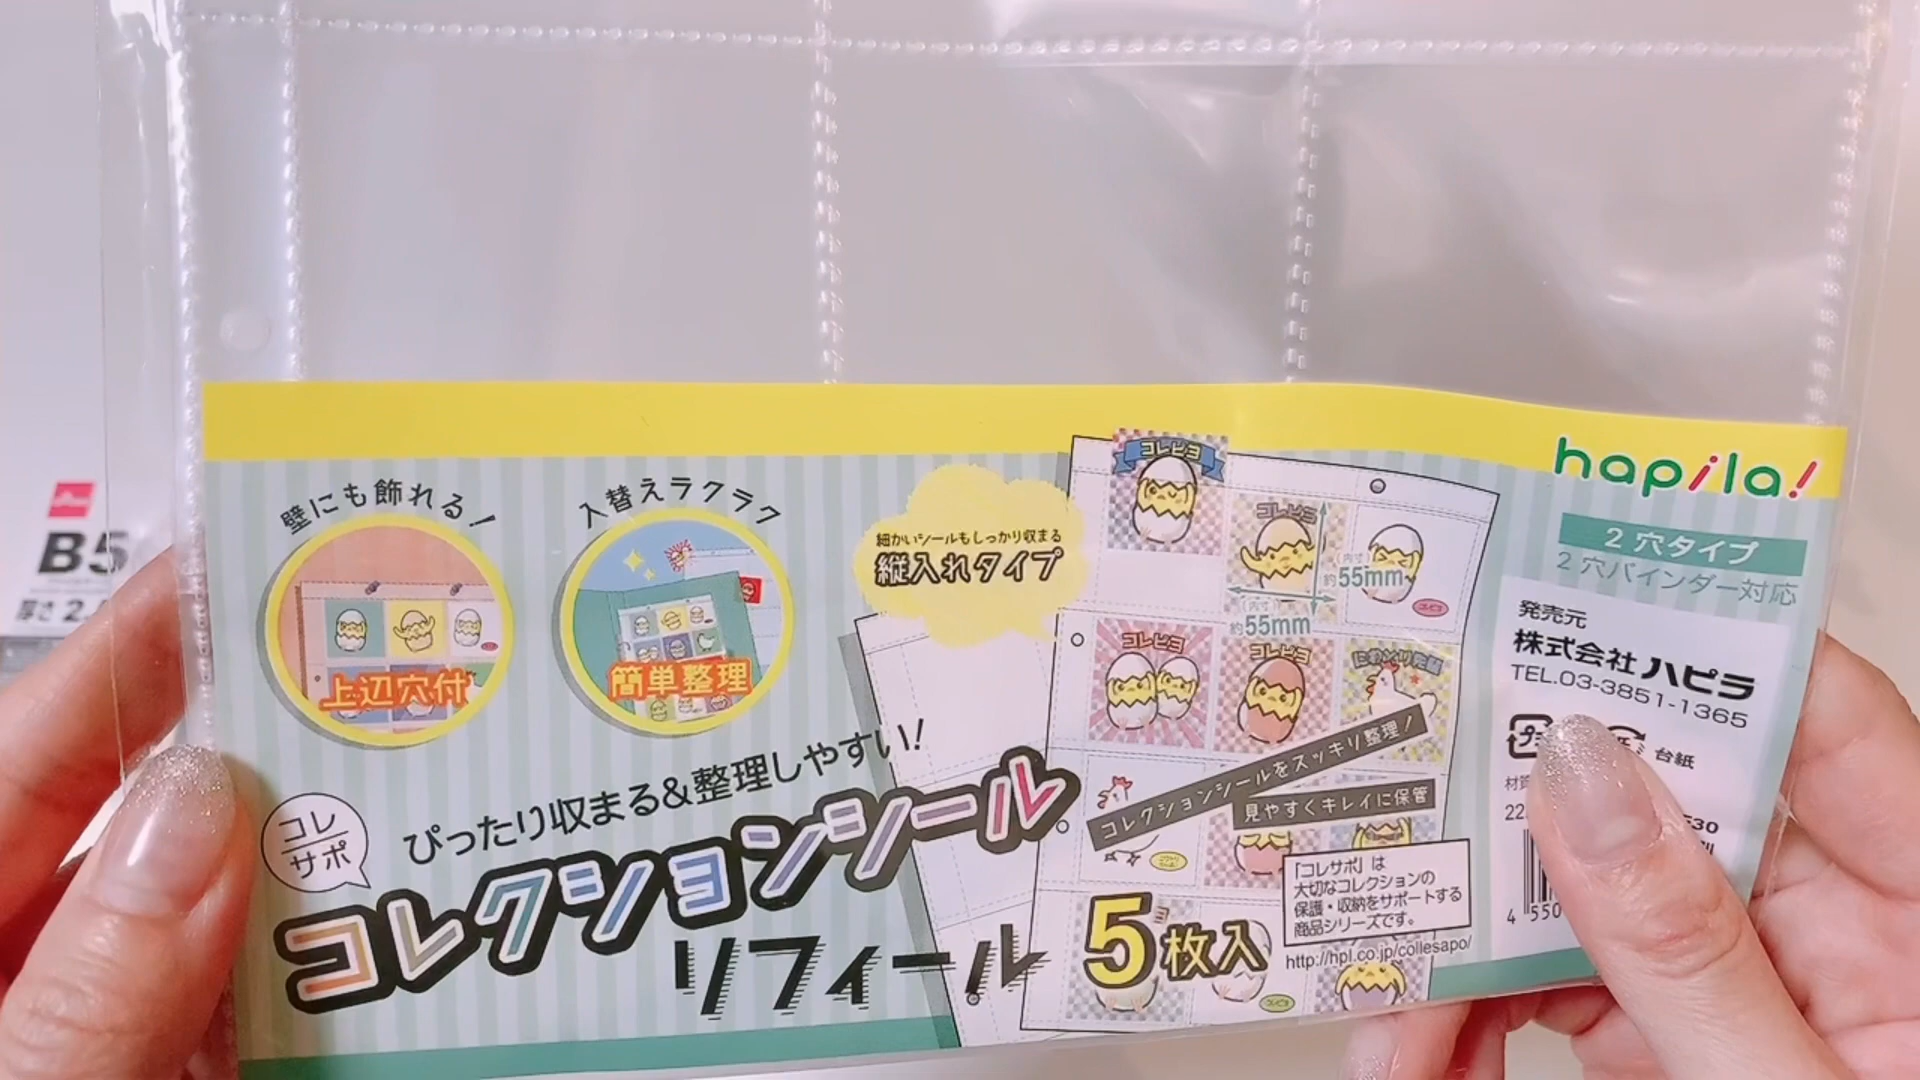 B5
厚さ 2.
hapila!
壁にも飾れる!
入替えラクラク
上辺穴付
簡単整理
細かいシールもしっかり収まる
縦入れタイプ
コレピヨ
コレピヨ
(内寸)
約55mm
(内寸)
約55mm
コレピヨ
コレピヨ
にわとり先輩
コレクションシールをスッキリ整理!
見やすくキレイに保管
2穴タイプ
2穴バインダー対応
発売元
株式会社ハピラ
TEL.03-3851-1365
プラ
台紙
コレ
サポ
ぴったり収まる&整理しやすい!
コレクションシール
リフィール
5枚入
「コレサポ」は
大切なコレクションの
保護・収納をサポートする
商品シリーズです。
http://hpl.co.jp/collesapo/
4 550